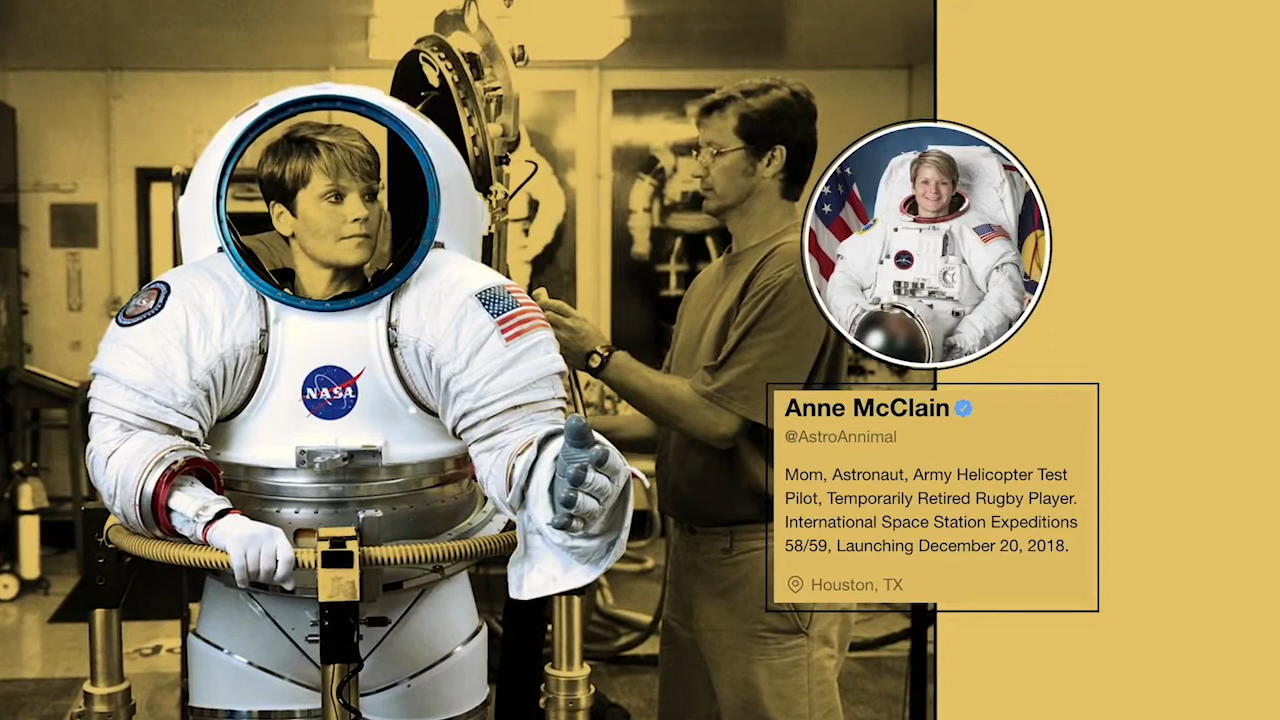 NASA
Anne McClain
@AstroAnnimal
Mom, Astronaut, Army Helicopter Test
Pilot, Temporarily Retired Rugby Player.
International Space Station Expeditions
58/59, Launching December 20, 2018.
Houston, TX